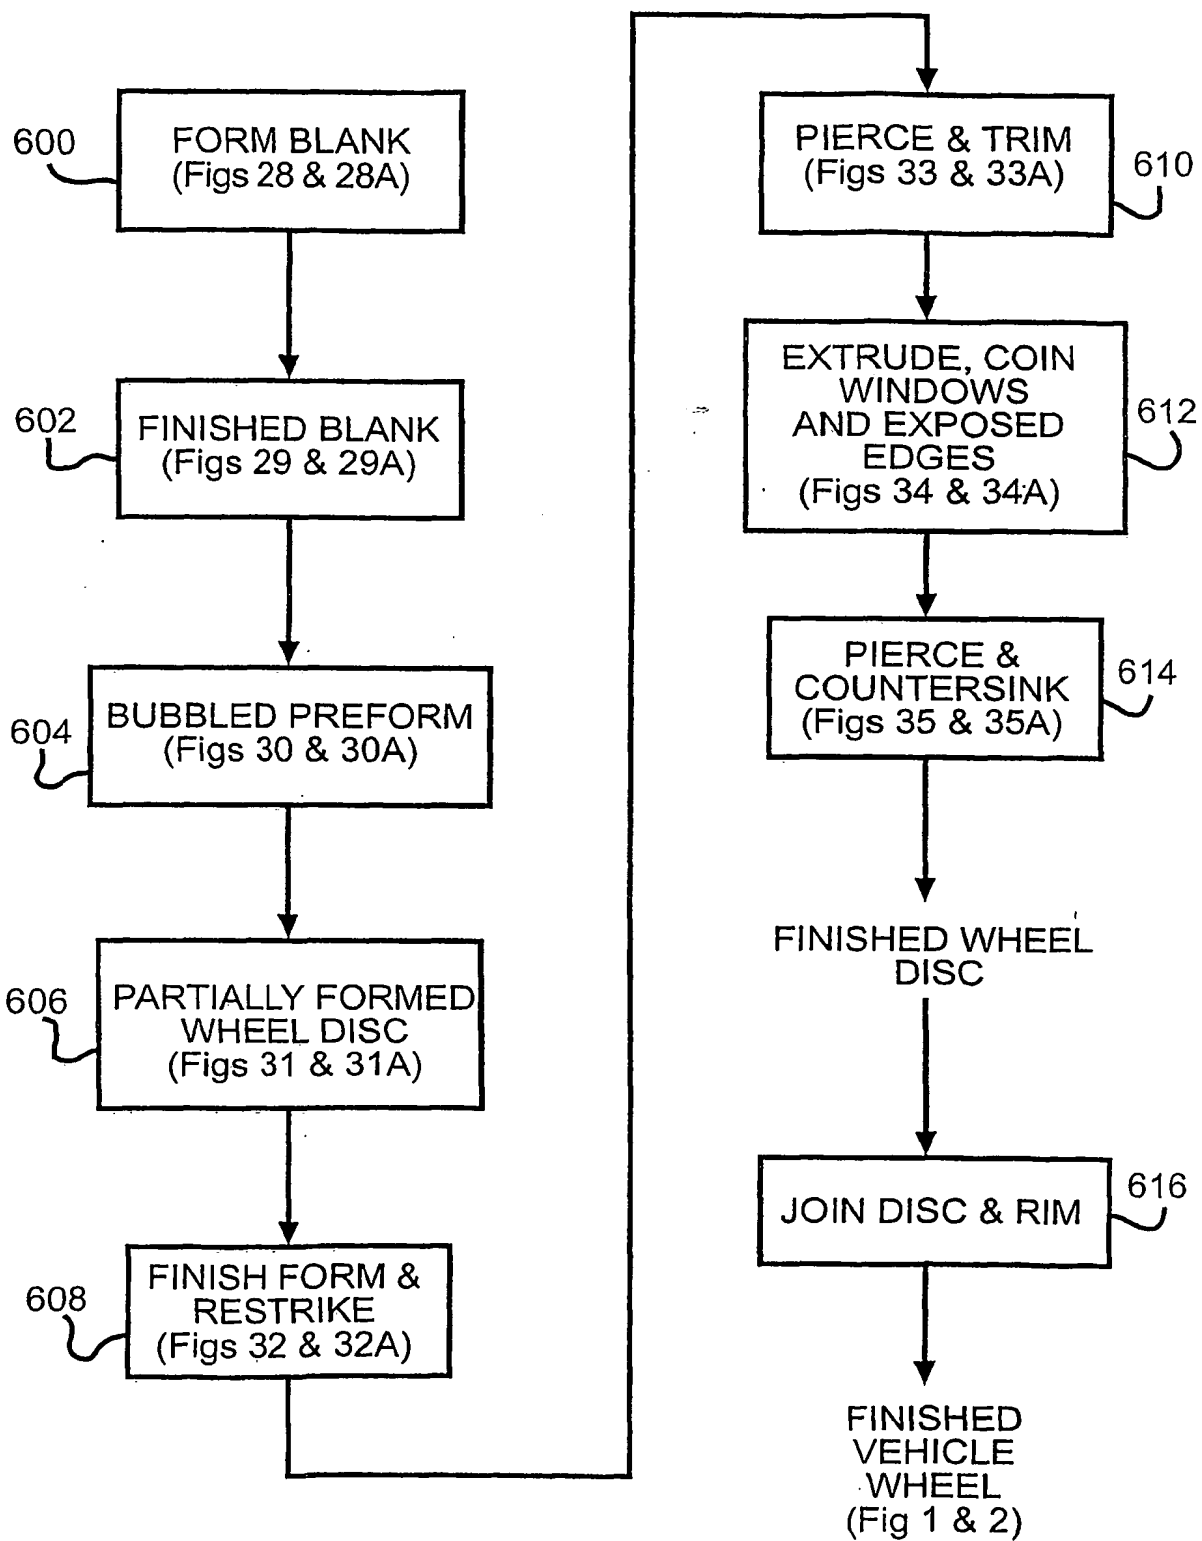 600
FORM BLANK
(Figs 28 & 28A)
602
FINISHED BLANK
(Figs 29 & 29A)
604
BUBBLED PREFORM
(Figs 30 & 30A)
606
PARTIALLY FORMED
WHEEL DISC
(Figs 31 & 31A)
608
FINISH FORM &
RESTRIKE
(Figs 32 & 32A)
PIERCE & TRIM
(Figs 33 & 33A)
610
EXTRUDE, COIN
WINDOWS
AND EXPOSED
EDGES
(Figs 34 & 34A)
612
PIERCE &
COUNTERSINK
(Figs 35 & 35A)
614
FINISHED WHEEL
DISC
JOIN DISC & RIM
616
FINISHED
VEHICLE
WHEEL
(Fig 1 & 2)